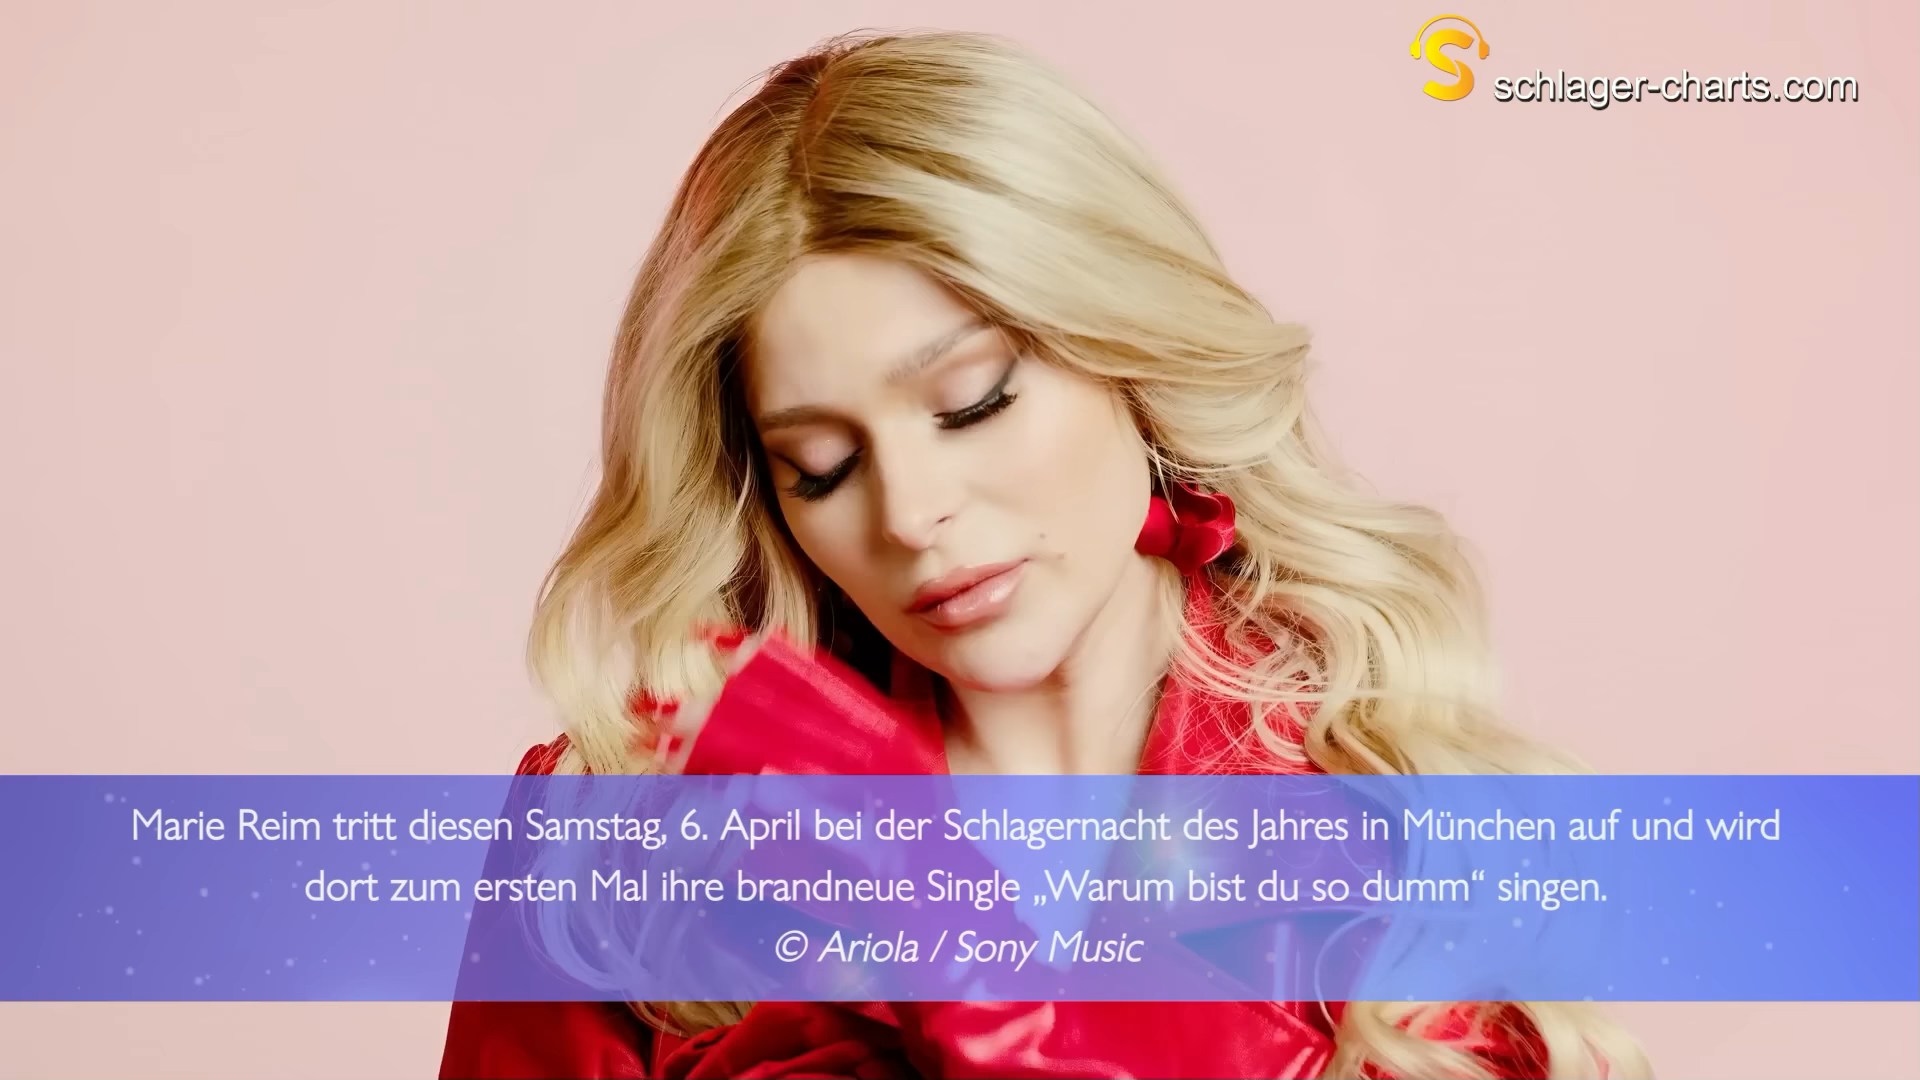 schlager-charts.com
Marie Reim tritt diesen Samstag, 6. April bei der Schlagernacht des Jahres in München auf und wird
dort zum ersten Mal ihre brandneue Single „Warum bist du so dumm“ singen.
© Ariola / Sony Music